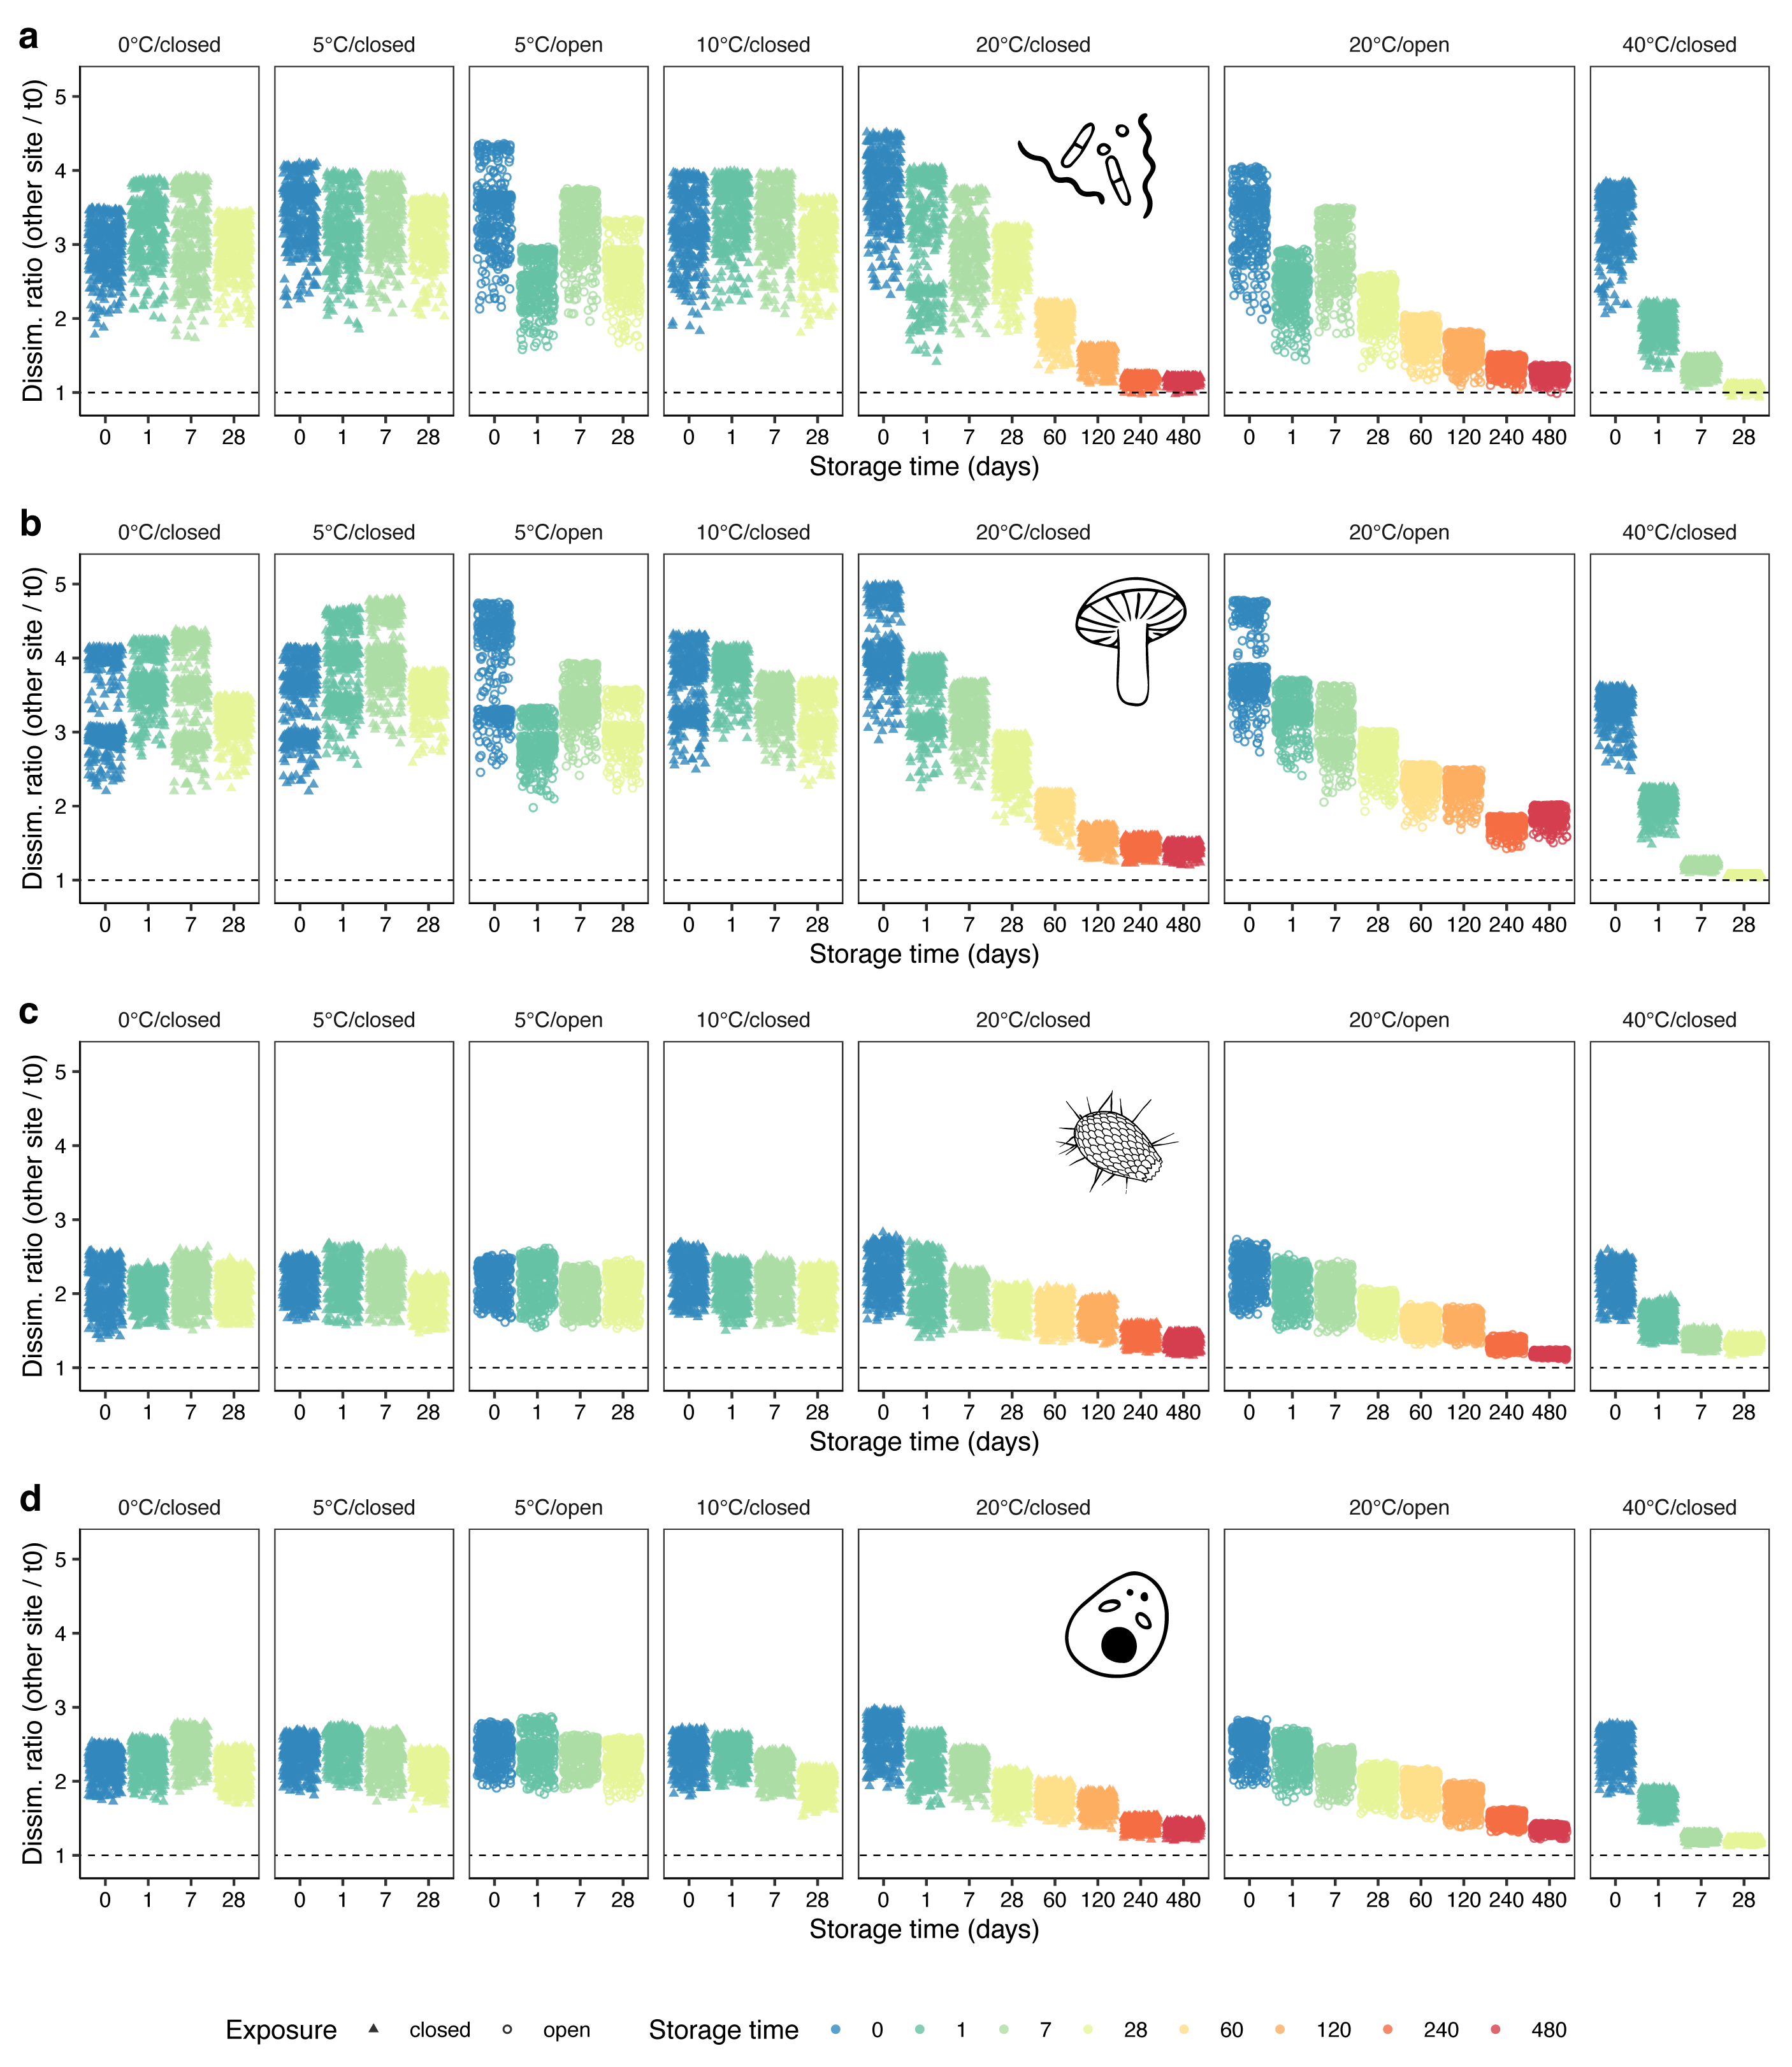 a
0°C/closed 5°C/closed 5°C/open 10°C/closed 20°C/closed 20°C/open 40°C/closed
Dissim. ratio (other site / t0)
5
4
3
2
1
0 1 7 28 0 1 7 28 0 1 7 28 0 1 7 28 0 1 7 28 60 120 240 480 0 1 7 28 60 120 240 480 0 1 7 28
Storage time (days)
b
0°C/closed 5°C/closed 5°C/open 10°C/closed 20°C/closed 20°C/open 40°C/closed
Dissim. ratio (other site / t0)
5
4
3
2
1
0 1 7 28 0 1 7 28 0 1 7 28 0 1 7 28 0 1 7 28 60 120 240 480 0 1 7 28 60 120 240 480 0 1 7 28
Storage time (days)
c
0°C/closed 5°C/closed 5°C/open 10°C/closed 20°C/closed 20°C/open 40°C/closed
Dissim. ratio (other site / t0)
5
4
3
2
1
0 1 7 28 0 1 7 28 0 1 7 28 0 1 7 28 0 1 7 28 60 120 240 480 0 1 7 28 60 120 240 480 0 1 7 28
Storage time (days)
d
0°C/closed 5°C/closed 5°C/open 10°C/closed 20°C/closed 20°C/open 40°C/closed
Dissim. ratio (other site / t0)
5
4
3
2
1
0 1 7 28 0 1 7 28 0 1 7 28 0 1 7 28 0 1 7 28 60 120 240 480 0 1 7 28 60 120 240 480 0 1 7 28
Storage time (days)
Exposure closed open Storage time 0 1 7 28 60 120 240 480